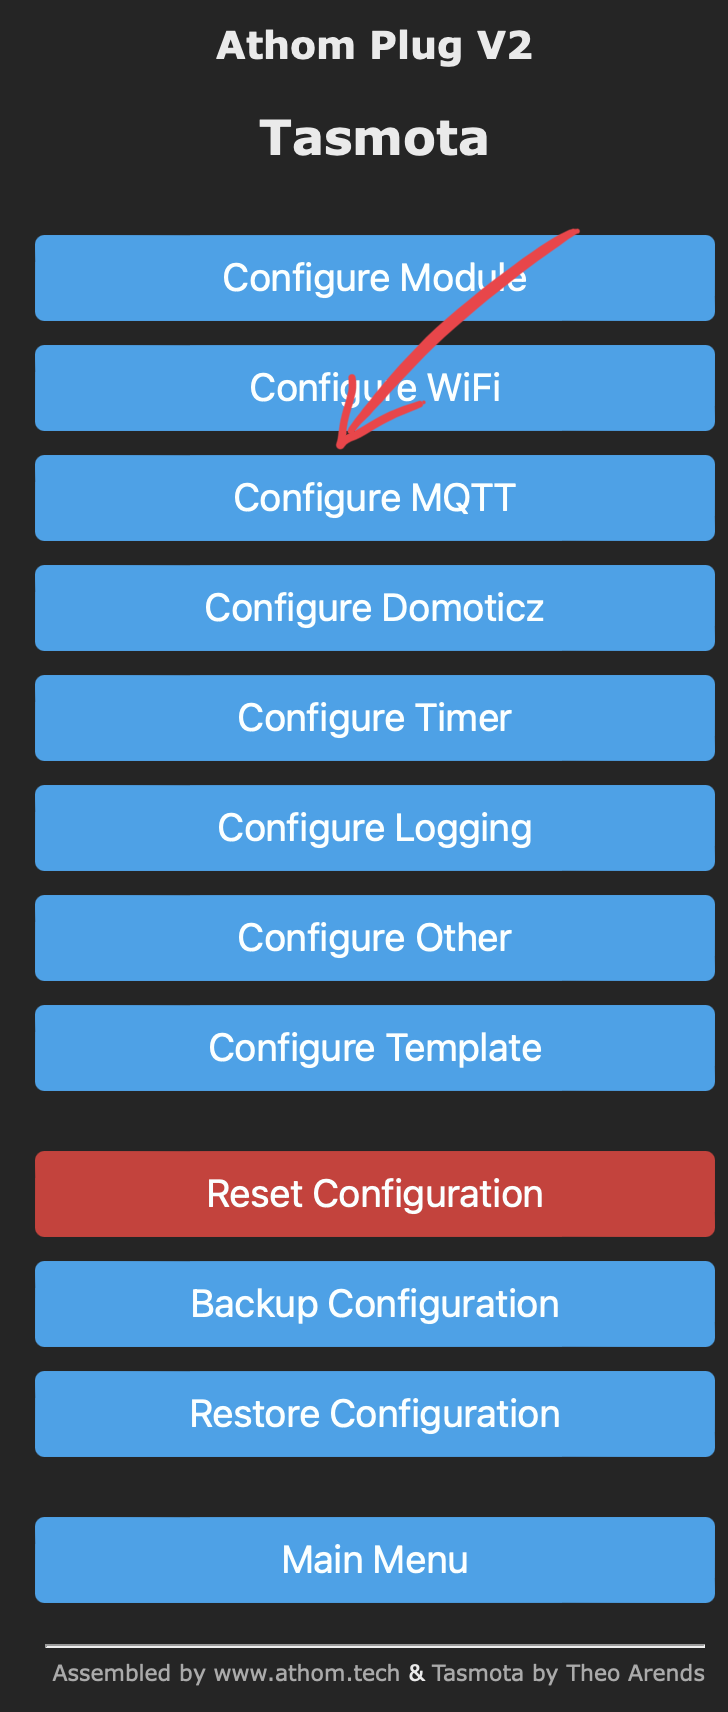 Athom Plug V2
Tasmota
Configure Module
Configure WiFi
Configure MQTT
Configure Domoticz
Configure Timer
Configure Logging
Configure Other
Configure Template
Reset Configuration
Backup Configuration
Restore Configuration
Main Menu
Assembled by www.athom.tech & Tasmota by Theo Arends